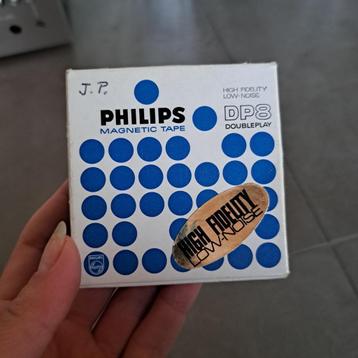 J.P.
HIGH FIDELITY
LOW-NOISE
PHILIPS
MAGNETIC TAPE
DP8
DOUBLEPLAY
HIGH FIDELITY
LOW-NOISE